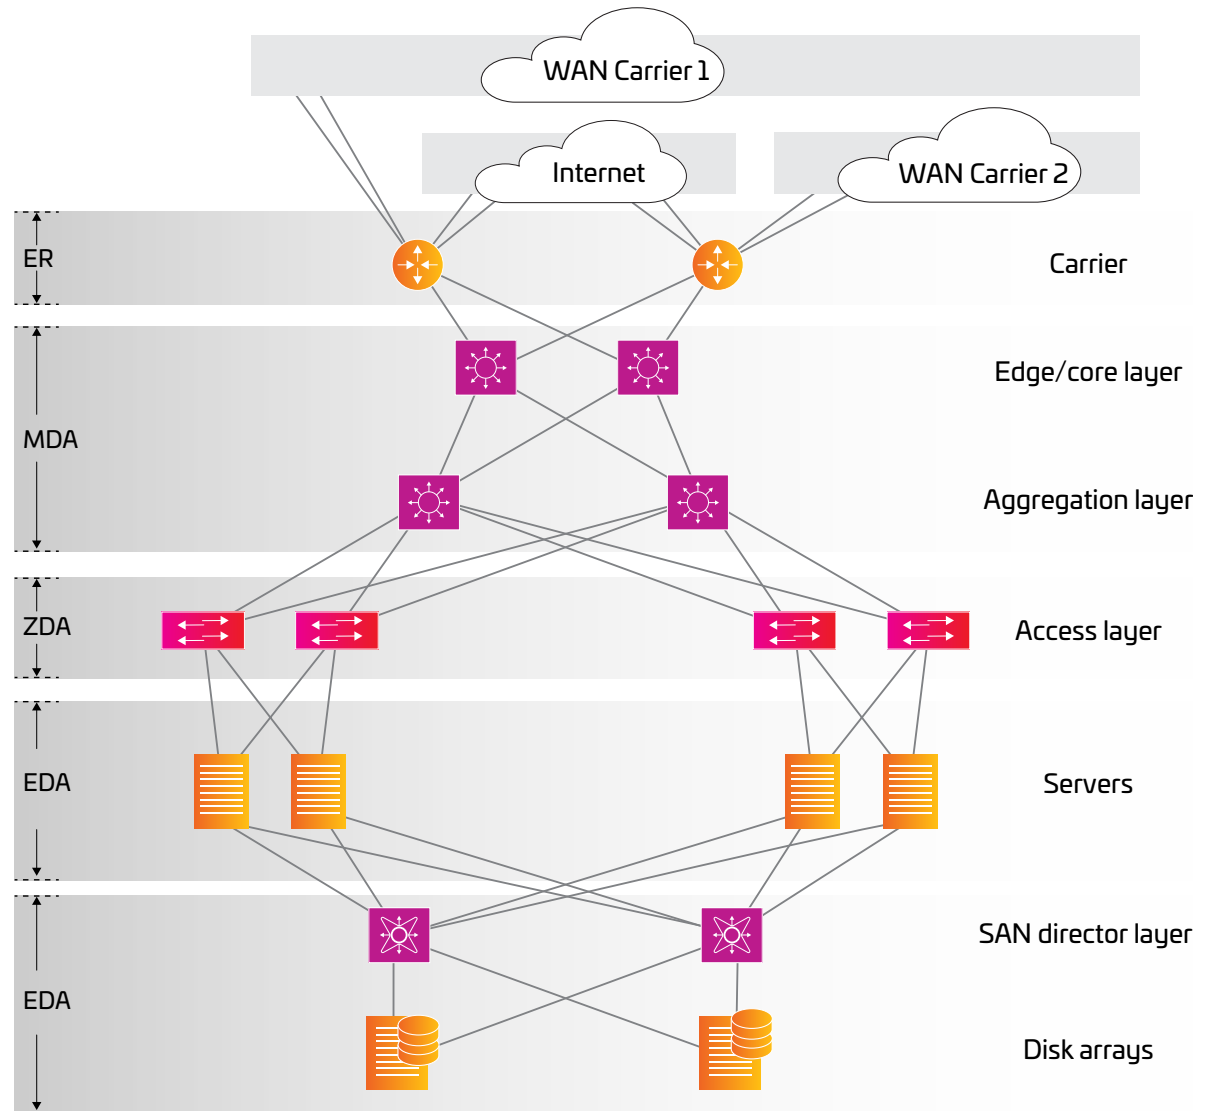 WAN Carrier 1
Internet
WAN Carrier 2
ER
Carrier
Edge/core layer
MDA
Aggregation layer
ZDA
Access layer
EDA
Servers
SAN director layer
EDA
Disk arrays